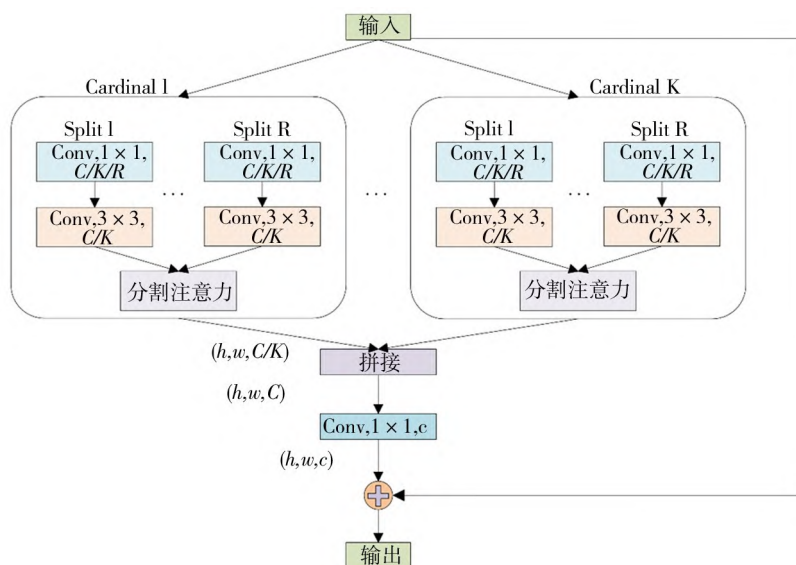 输入
Cardinal 1
Cardinal K
Split 1
Split R
Split 1
Split R
Conv,1 × 1,
C/K/R
Conv,1 × 1,
C/K/R
Conv,1 × 1,
C/K/R
Conv,1 × 1,
C/K/R
...
...
...
Conv,3 × 3,
C/K
Conv,3 × 3,
C/K
Conv,3 × 3,
C/K
Conv,3 × 3,
C/K
分割注意力
分割注意力
(h,w,C/K)
拼接
(h,w,C)
Conv,1 × 1,c
(h,w,c)
输出